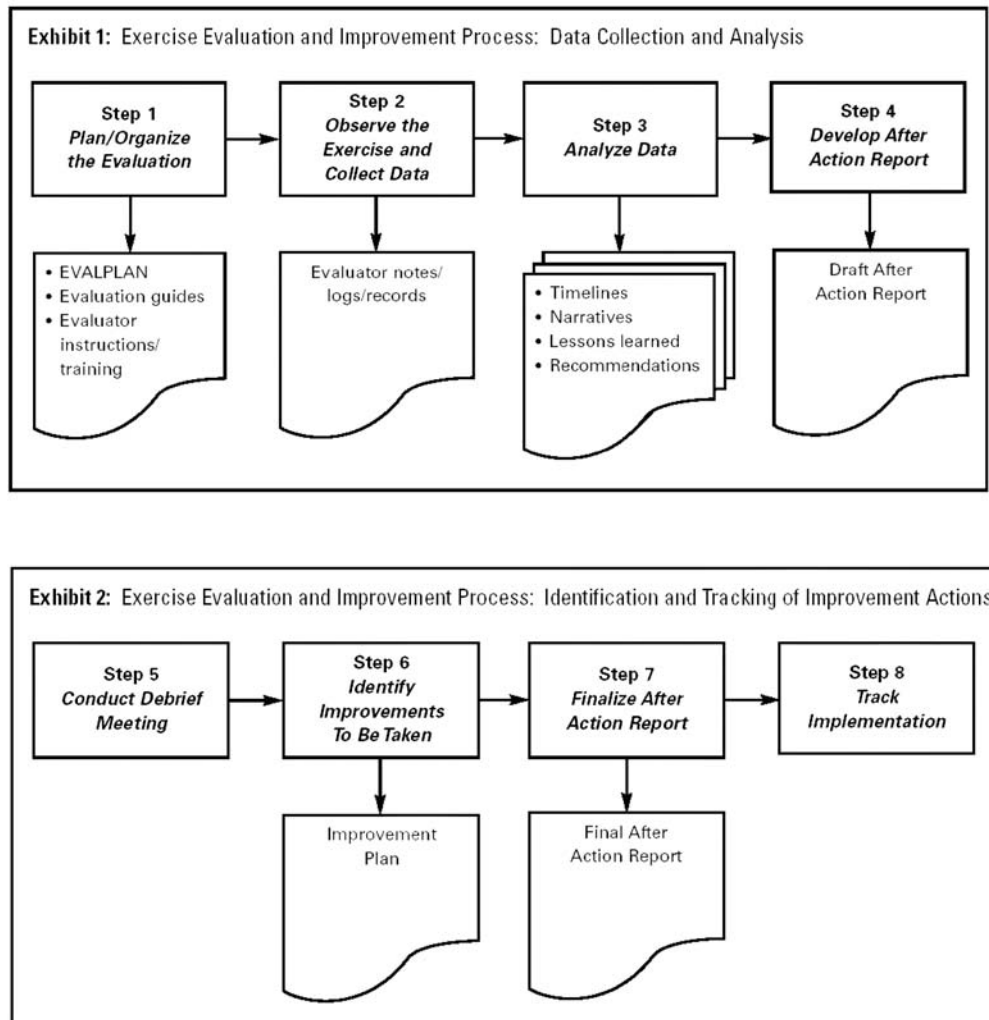 Exhibit 1: Exercise Evaluation and Improvement Process: Data Collection and Analysis
Step 1
Plan/Organize
the Evaluation
Step 2
Observe the
Exercise and
Collect Data
Step 3
Analyze Data
Step 4
Develop After
Action Report
• EVALPLAN
• Evaluation guides
• Evaluator
instructions/
training
Evaluator notes/
logs/records
• Timelines
• Narratives
• Lessons learned
• Recommendations
Draft After
Action Report
Exhibit 2: Exercise Evaluation and Improvement Process: Identification and Tracking of Improvement Actions
Step 5
Conduct Debrief
Meeting
Step 6
Identify
Improvements
To Be Taken
Step 7
Finalize After
Action Report
Step 8
Track
Implementation
Improvement
Plan
Final After
Action Report